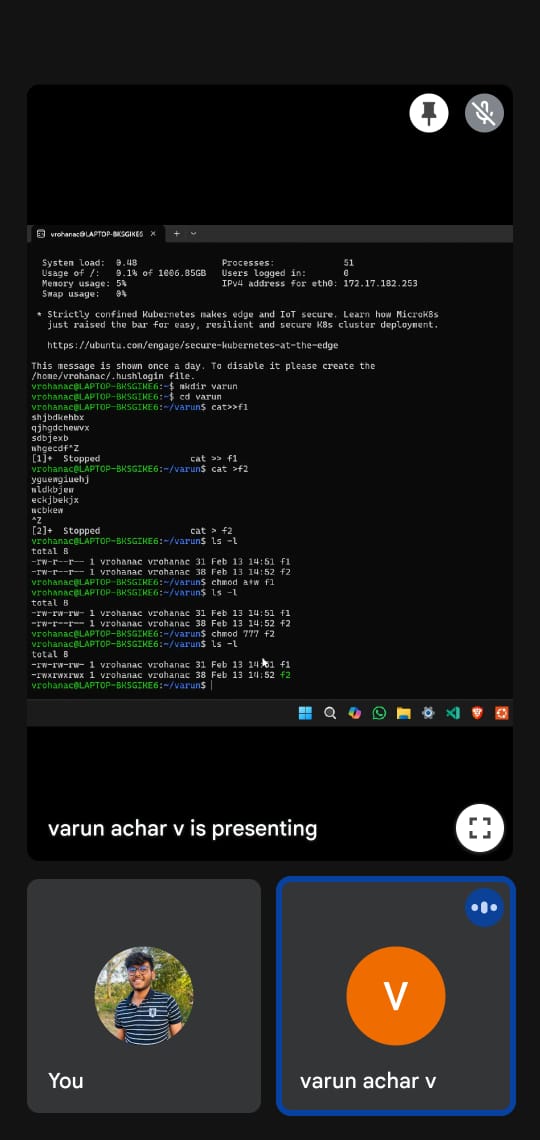 vrohanac@LAPTOP-BKSGIKE6 × + ⌄
System load: 0.48 Processes: 51
Usage of /: 0.1% of 1006.85GB Users logged in: 0
Memory usage: 5% IPv4 address for eth0: 172.17.182.253
Swap usage: 0%
* Strictly confined Kubernetes makes edge and IoT secure. Learn how MicroK8s
just raised the bar for easy, resilient and secure K8s cluster deployment.
https://ubuntu.com/engage/secure-kubernetes-at-the-edge
This message is shown once a day. To disable it please create the
/home/vrohanac/.hushlogin file.
vrohanac@LAPTOP-BKSGIKE6:~$ mkdir varun
vrohanac@LAPTOP-BKSGIKE6:~$ cd varun
vrohanac@LAPTOP-BKSGIKE6:~/varun$ cat>>f1
shjbdkehbx
qjhgdchewvx
sdbjexb
whgecdf^Z
[1]+ Stopped cat >> f1
vrohanac@LAPTOP-BKSGIKE6:~/varun$ cat >f2
yguewgiuehj
wldkbjew
eckjbekjx
wcbkew
^Z
[2]+ Stopped cat > f2
vrohanac@LAPTOP-BKSGIKE6:~/varun$ ls -l
total 8
-rw-r--r-- 1 vrohanac vrohanac 31 Feb 13 14:51 f1
-rw-r--r-- 1 vrohanac vrohanac 38 Feb 13 14:52 f2
vrohanac@LAPTOP-BKSGIKE6:~/varun$ chmod a+w f1
vrohanac@LAPTOP-BKSGIKE6:~/varun$ ls -l
total 8
-rw-rw-rw- 1 vrohanac vrohanac 31 Feb 13 14:51 f1
-rw-r--r-- 1 vrohanac vrohanac 38 Feb 13 14:52 f2
vrohanac@LAPTOP-BKSGIKE6:~/varun$ chmod 777 f2
vrohanac@LAPTOP-BKSGIKE6:~/varun$ ls -l
total 8
-rw-rw-rw- 1 vrohanac vrohanac 31 Feb 13 14:51 f1
-rwxrwxrwx 1 vrohanac vrohanac 38 Feb 13 14:52 f2
vrohanac@LAPTOP-BKSGIKE6:~/varun$
varun achar v is presenting
V
You
varun achar v